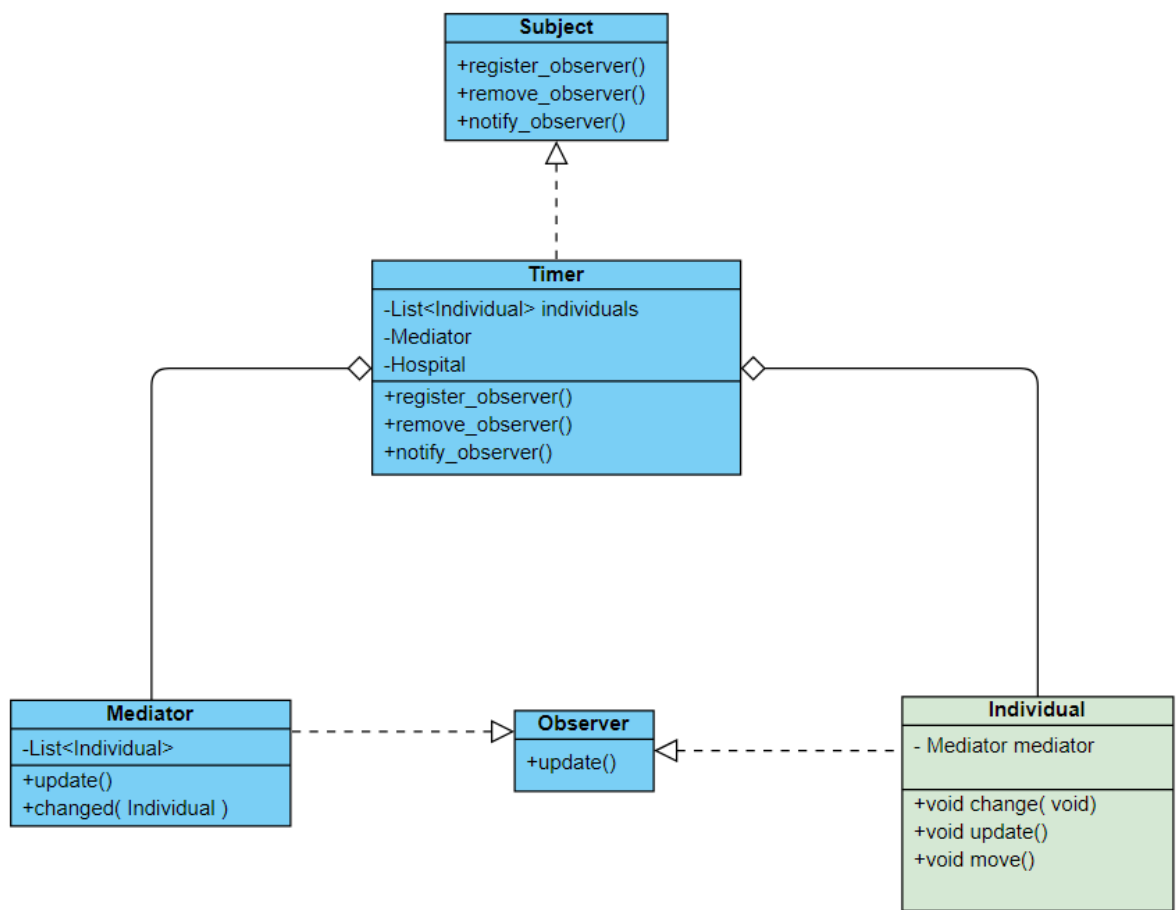 Subject
+register_observer()
+remove_observer()
+notify_observer()
Timer
-List<Individual> individuals
-Mediator
-Hospital
+register_observer()
+remove_observer()
+notify_observer()
Mediator
-List<Individual>
+update()
+changed( Individual )
Observer
+update()
Individual
- Mediator mediator
+void change( void)
+void update()
+void move()